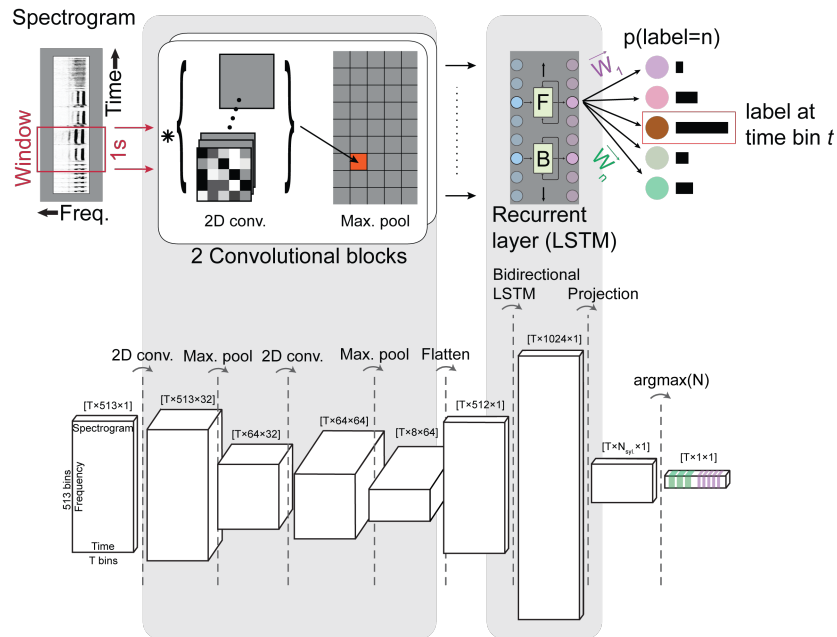 Spectrogram
Time
Window
1s
Freq.
*
2D conv.
Max. pool
2 Convolutional blocks
F
B
Recurrent
layer (LSTM)
W1
Wn
p(label=n)
label at
time bin t
Bidirectional
LSTM
Projection
2D conv.
Max. pool
2D conv.
Max. pool
Flatten
argmax(N)
[T×513×1]
[T×513×32]
[T×64×32]
[T×64×64]
[T×8×64]
[T×512×1]
[T×1024×1]
[T×Nsyl.×1]
[T×1×1]
Spectrogram
513 bins
Frequency
Time
T bins